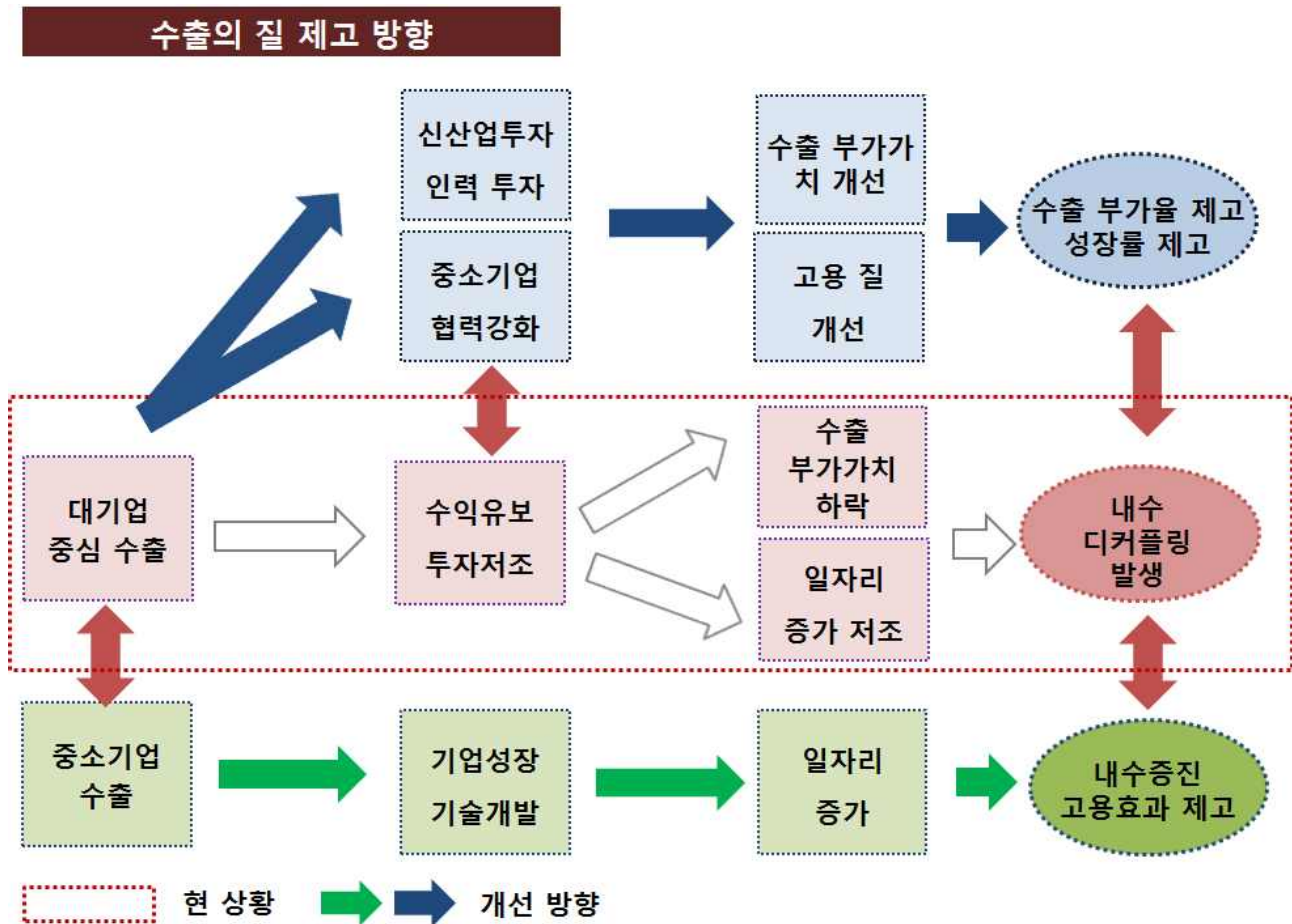 수출의 질 제고 방향
신산업투자
인력 투자
중소기업
협력강화
수출 부가가
치 개선
고용 질
개선
수출 부가율 제고
성장률 제고
대기업
중심 수출
수익유보
투자저조
수출
부가가치
하락
일자리
증가 저조
내수
디커플링
발생
중소기업
수출
기업성장
기술개발
일자리
증가
내수증진
고용효과 제고
현 상황
개선 방향